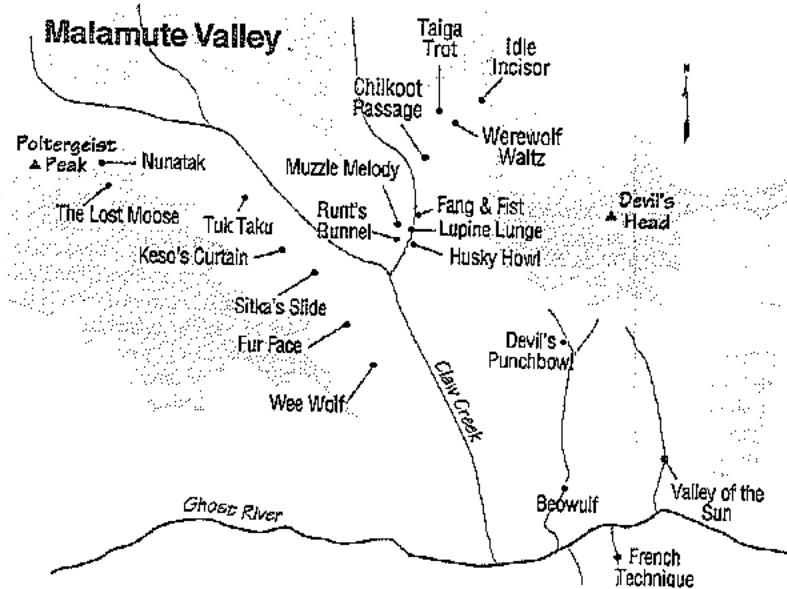 Malamute Valley
Taiga
Trot
Idle
Incisor
Chilkoot
Passage
Werewolf
Waltz
N
Poltergeist
Peak
Nunatak
Muzzle Melody
The Lost Moose
Tuk Taku
Runt's
Runnel
Fang & Fist
Lupine Lunge
Husky Howl
Devil's
Head
Keso's Curtain
Sitka's Slide
Fur Face
Devil's
Punchbowl
Wee Wolf
Claw Creek
Ghost River
Beowulf
Valley of the
Sun
French
Technique